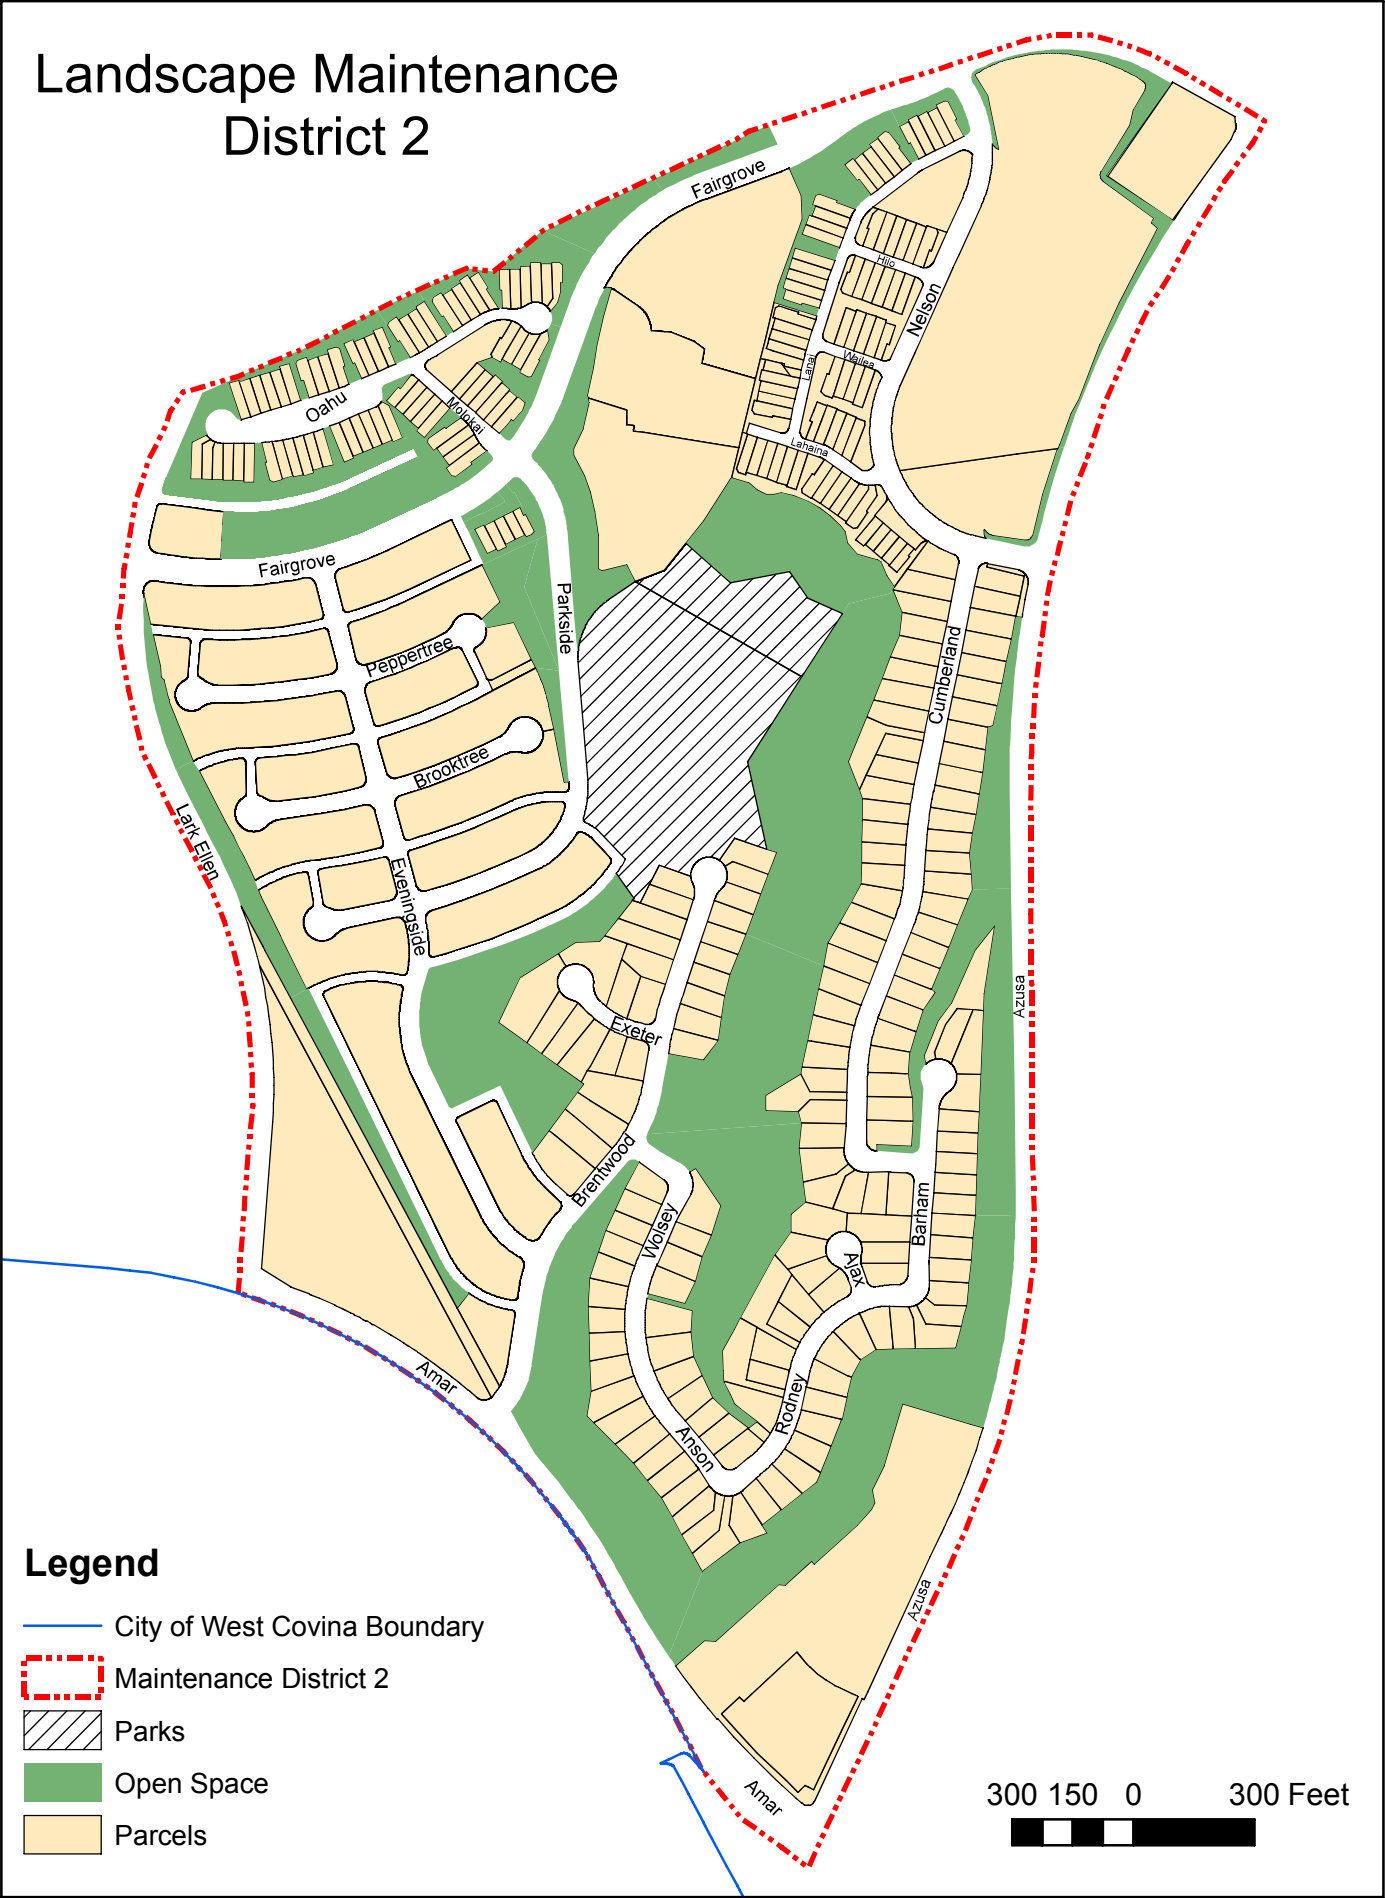 Landscape Maintenance
District 2
Fairgrove
Hilo
Nelson
Wailea
Lanai
Oahu
Molokai
Lahaina
Fairgrove
Parkside
Peppertree
Cumberland
Brooktree
Lark Ellen
Eveningside
Azusa
Exeter
Brentwood
Barham
Wolsey
Ajax
Amar
Rodney
Anson
Azusa
Amar
Legend
City of West Covina Boundary
Maintenance District 2
Parks
Open Space
Parcels
300 150 0 300 Feet